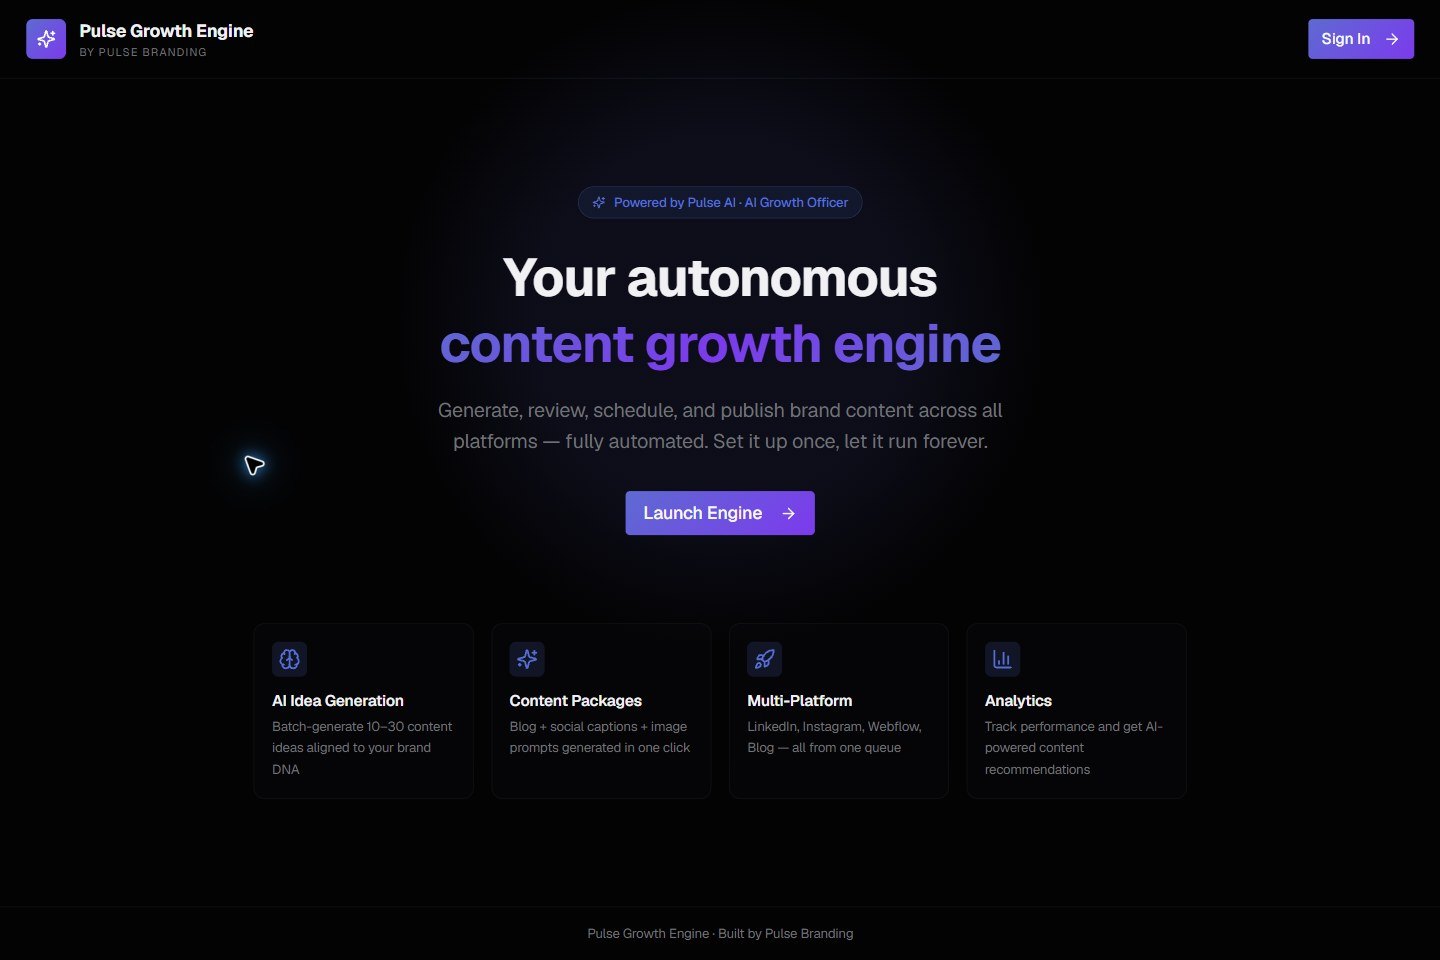 Pulse Growth Engine
BY PULSE BRANDING
Sign In
Powered by Pulse AI · AI Growth Officer
Your autonomous
content growth engine
Generate, review, schedule, and publish brand content across all
platforms — fully automated. Set it up once, let it run forever.
Launch Engine
AI Idea Generation
Batch-generate 10–30 content
ideas aligned to your brand
DNA
Content Packages
Blog + social captions + image
prompts generated in one click
Multi-Platform
LinkedIn, Instagram, Webflow,
Blog — all from one queue
Analytics
Track performance and get AI-
powered content
recommendations
Pulse Growth Engine · Built by Pulse Branding